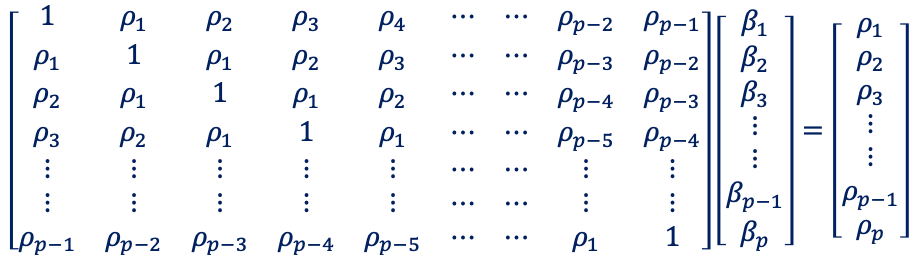 [1 ρ₁ ρ₂ ρ₃ ρ₄ ⋯ ⋯ ρₚ₋₂ ρₚ₋₁] [β₁] [ρ₁]
[ρ₁ 1 ρ₁ ρ₂ ρ₃ ⋯ ⋯ ρₚ₋₃ ρₚ₋₂] [β₂] [ρ₂]
[ρ₂ ρ₁ 1 ρ₁ ρ₂ ⋯ ⋯ ρₚ₋₄ ρₚ₋₃] [β₃] [ρ₃]
[ρ₃ ρ₂ ρ₁ 1 ρ₁ ⋯ ⋯ ρₚ₋₅ ρₚ₋₄] [⋮] = [⋮]
[⋮ ⋮ ⋮ ⋮ ⋮ ⋯ ⋯ ⋮ ⋮] [⋮] [⋮]
[⋮ ⋮ ⋮ ⋮ ⋮ ⋯ ⋯ ⋮ ⋮] [βₚ₋₁] [ρₚ₋₁]
[ρₚ₋₁ ρₚ₋₂ ρₚ₋₃ ρₚ₋₄ ρₚ₋₅ ⋯ ⋯ ρ₁ 1] [βₚ] [ρₚ]